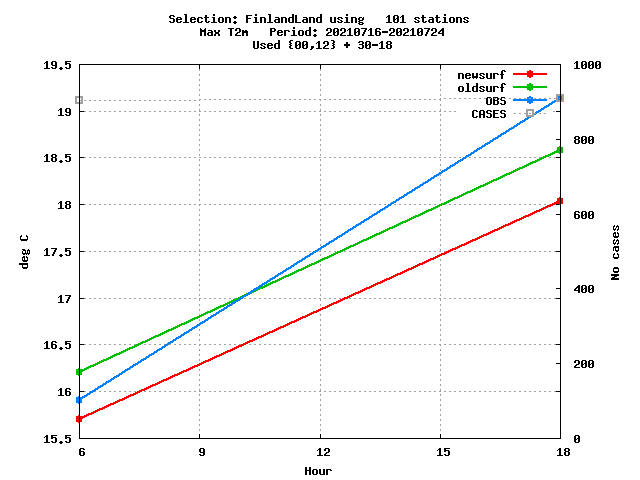 Selection: FinlandLand using   101 stations
Max T2m   Period: 20210716-20210724
Used {00,12} + 30-18
newsurf
oldsurf
OBS
CASES
19.5
19
18.5
18
17.5
17
16.5
16
15.5
1000
800
600
400
200
0
6
9
12
15
18
deg C
No cases
Hour